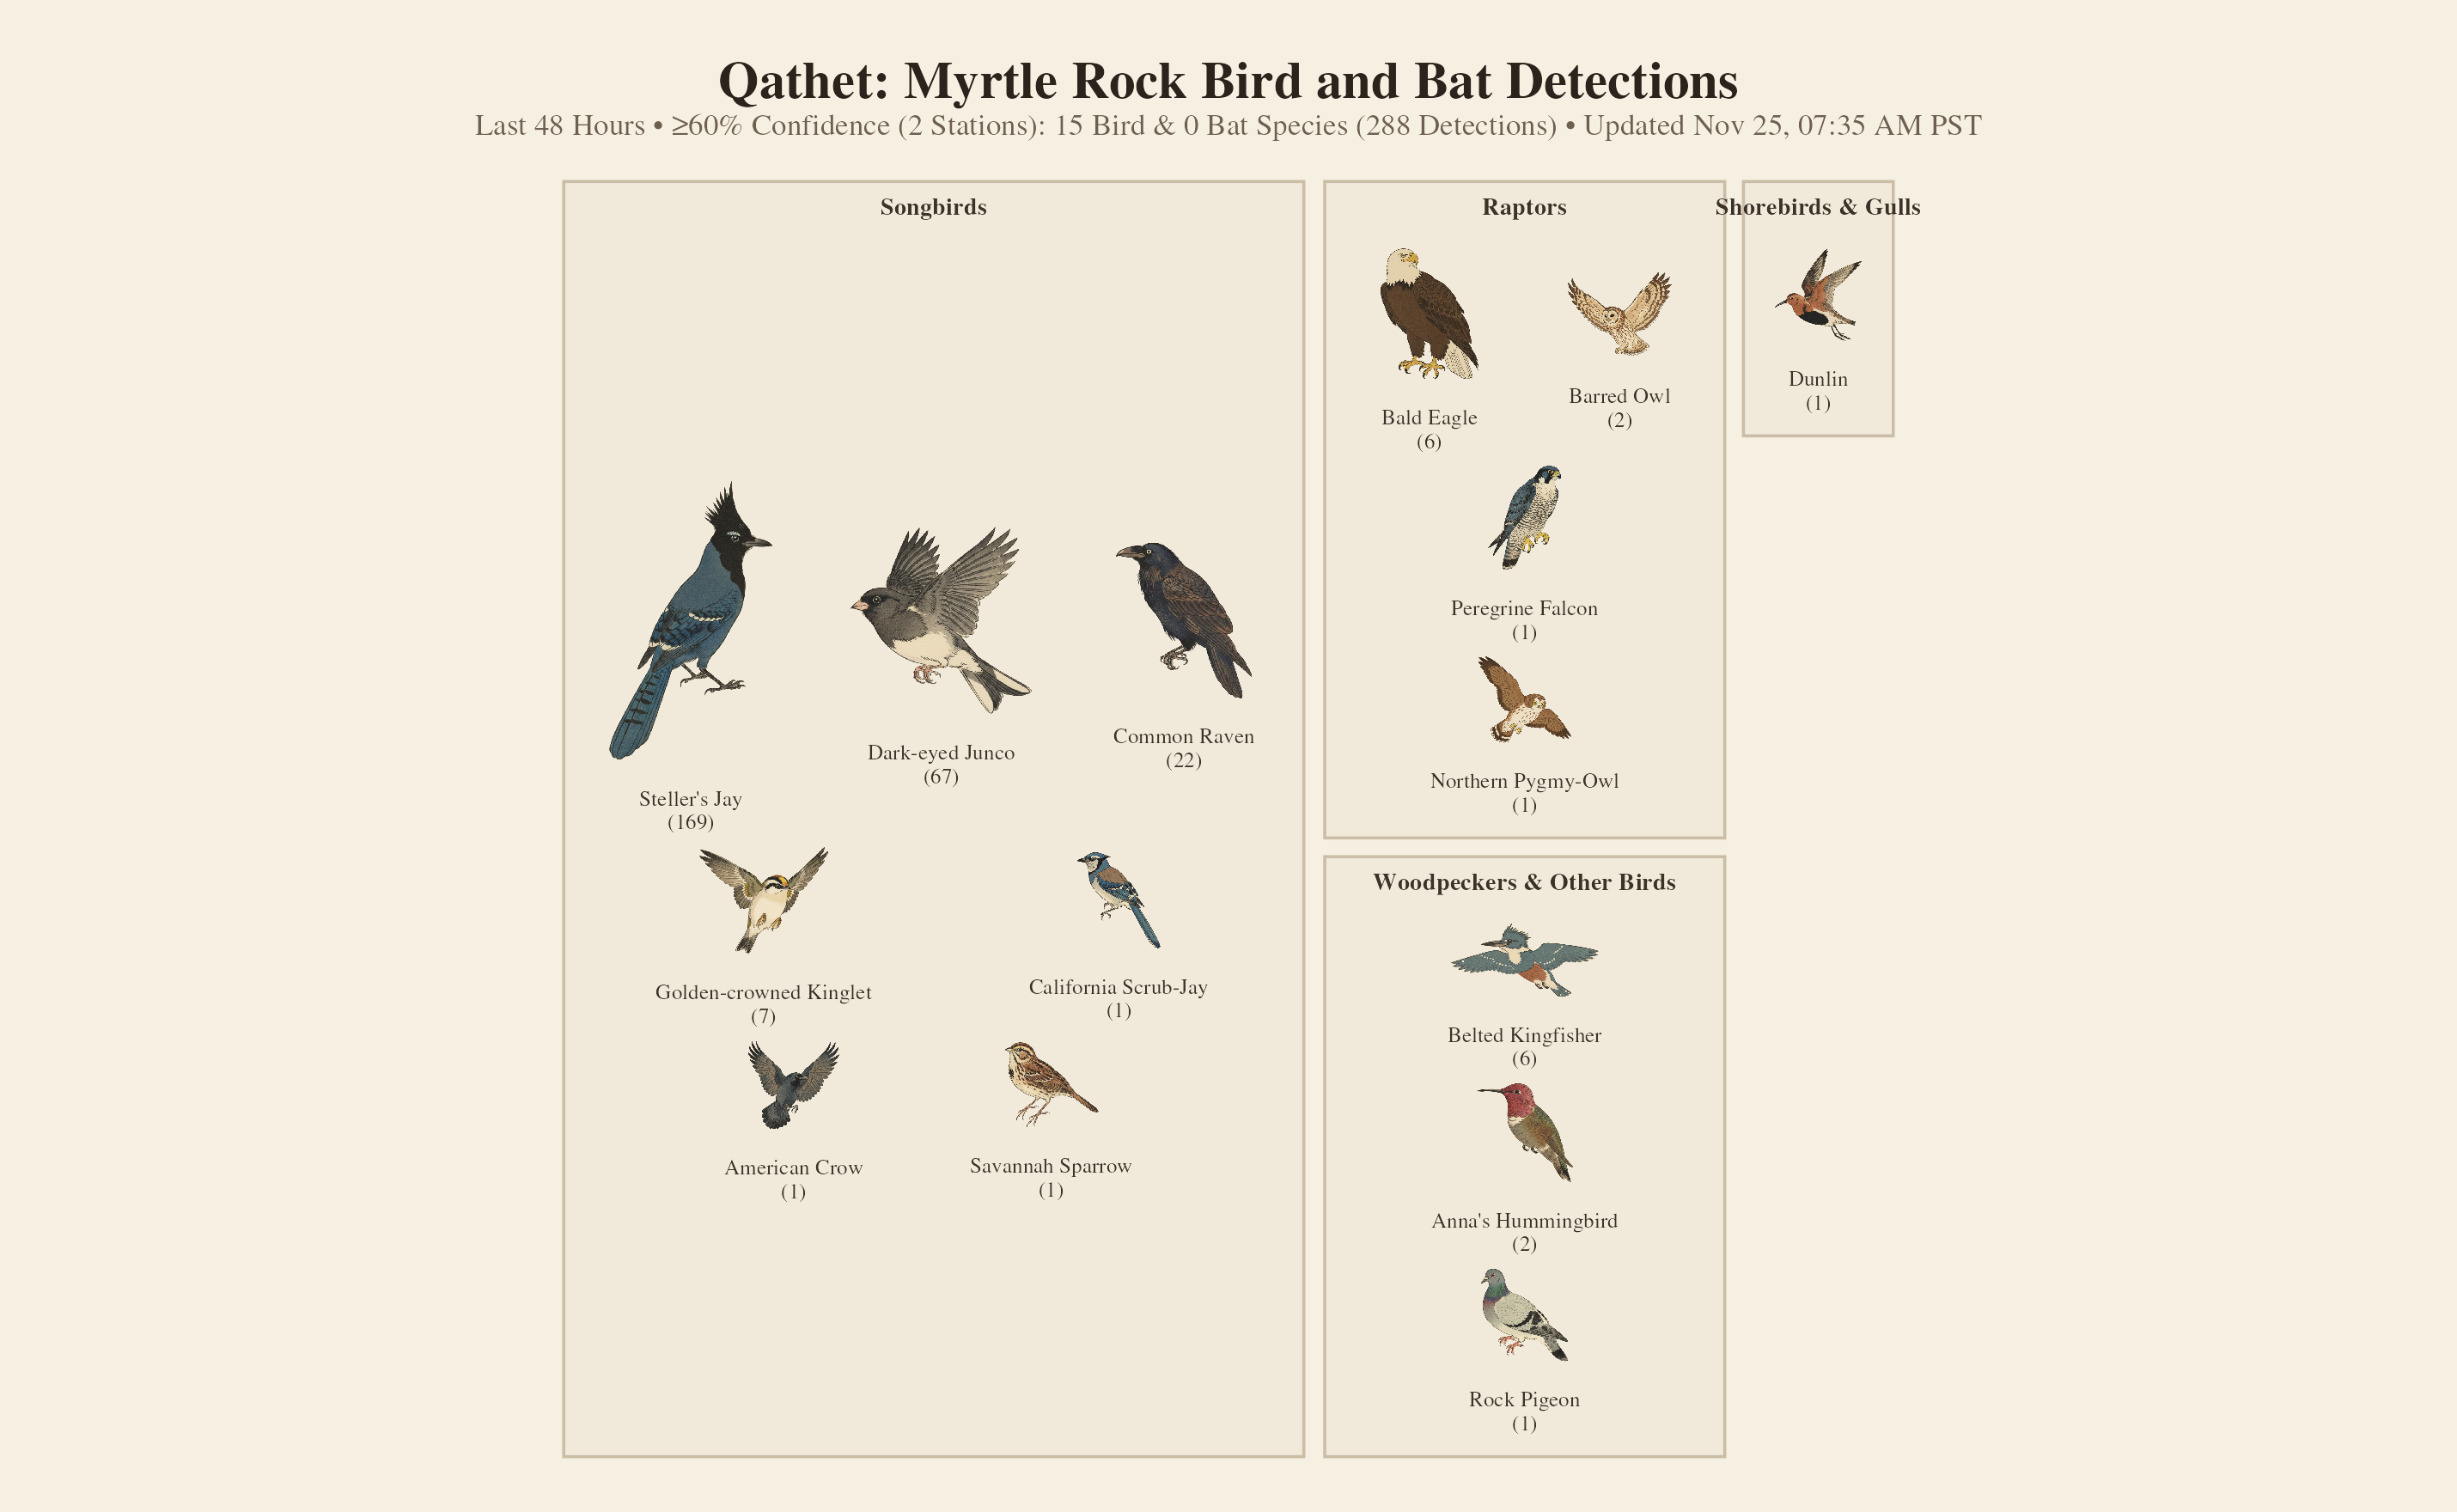 Qathet: Myrtle Rock Bird and Bat Detections
Last 48 Hours • ≥60% Confidence (2 Stations): 15 Bird & 0 Bat Species (288 Detections) • Updated Nov 25, 07:35 AM PST
Songbirds
Steller's Jay
(169)
Dark-eyed Junco
(67)
Common Raven
(22)
Golden-crowned Kinglet
(7)
California Scrub-Jay
(1)
American Crow
(1)
Savannah Sparrow
(1)
Raptors
Bald Eagle
(6)
Barred Owl
(2)
Peregrine Falcon
(1)
Northern Pygmy-Owl
(1)
Woodpeckers & Other Birds
Belted Kingfisher
(6)
Anna's Hummingbird
(2)
Rock Pigeon
(1)
Shorebirds & Gulls
Dunlin
(1)